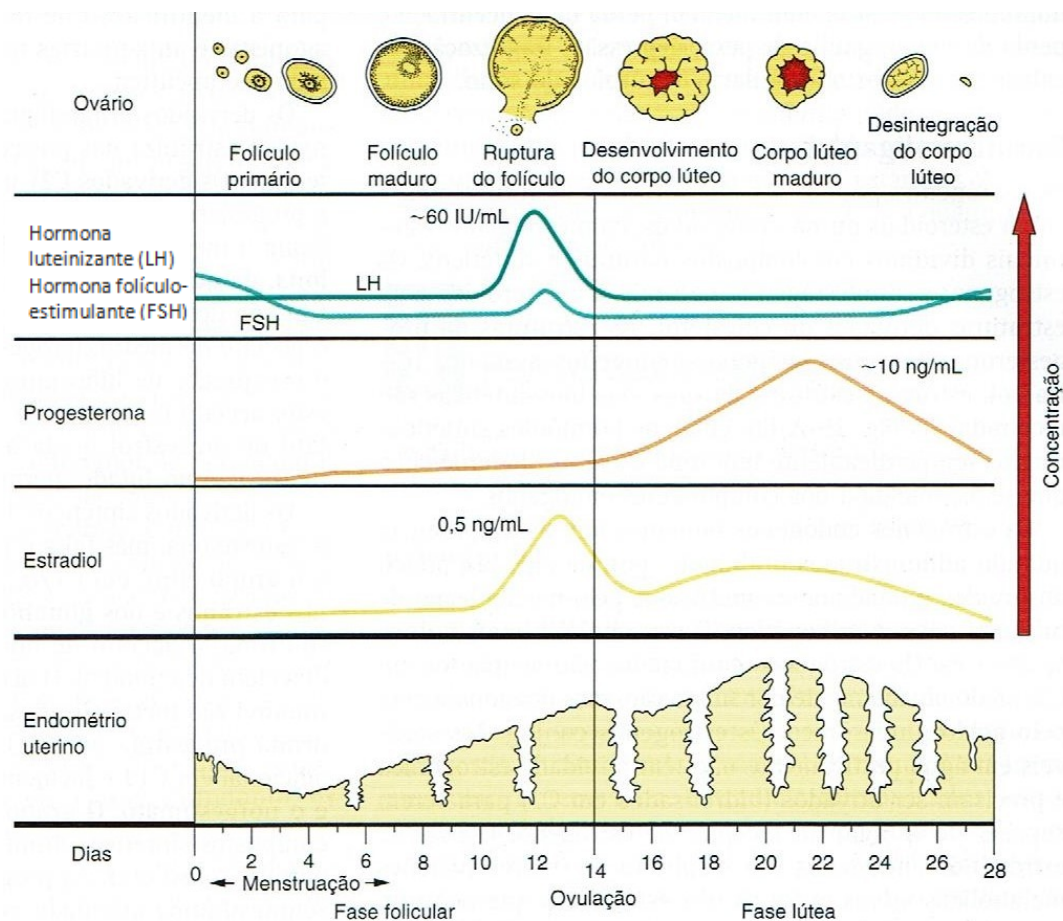 Ovário
Folículo
primário
Folículo
maduro
Ruptura
do folículo
Desenvolvimento
do corpo lúteo
Corpo lúteo
maduro
Desintegração
do corpo
lúteo
Hormona
luteinizante (LH)
Hormona folículo-
estimulante (FSH)
~60 IU/mL
LH
FSH
Progesterona
~10 ng/mL
Estradiol
0,5 ng/mL
Concentração
Endométrio
uterino
Dias
0 2 4 6 8 10 12 14 16 18 20 22 24 26 28
Menstruação
Ovulação
Fase folicular
Fase lútea